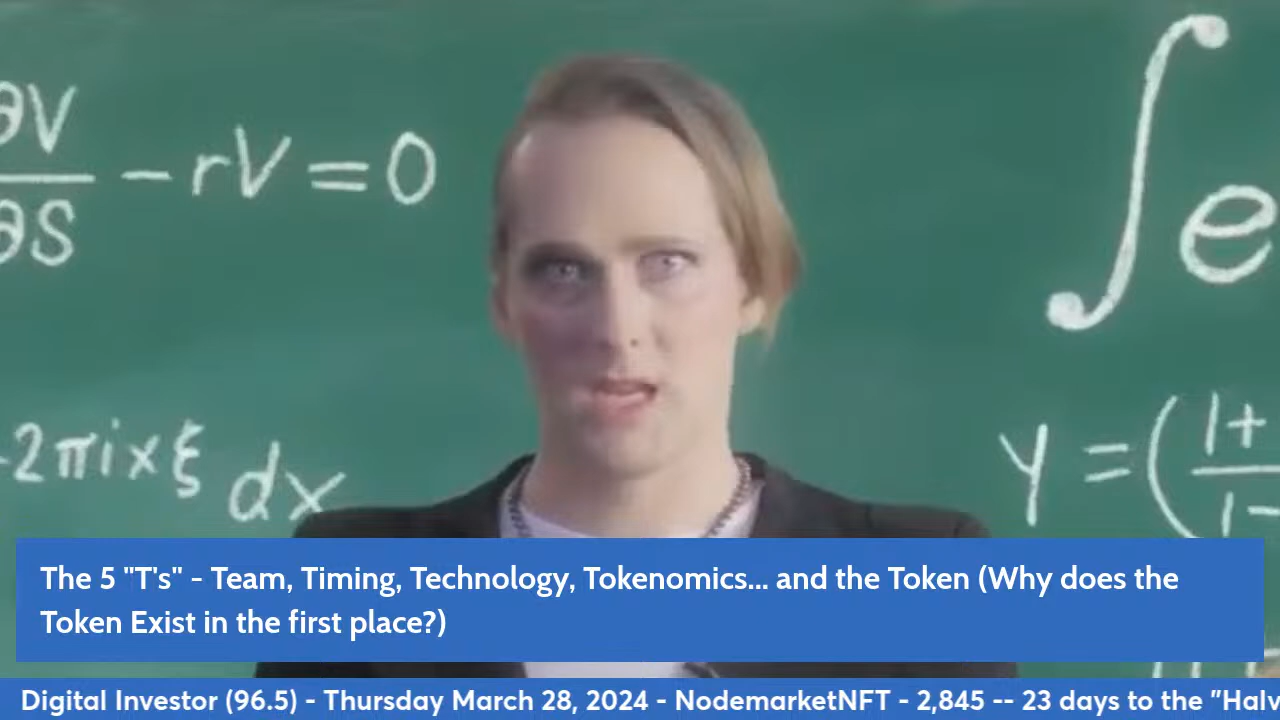 ∂V
— – rV = 0
∂S
∫ e
-2πixξ dx
y = (1+
1-
The 5 "T's" - Team, Timing, Technology, Tokenomics... and the Token (Why does the
Token Exist in the first place?)
Digital Investor (96.5) - Thursday March 28, 2024 - NodemarketNFT - 2,845 -- 23 days to the "Halv